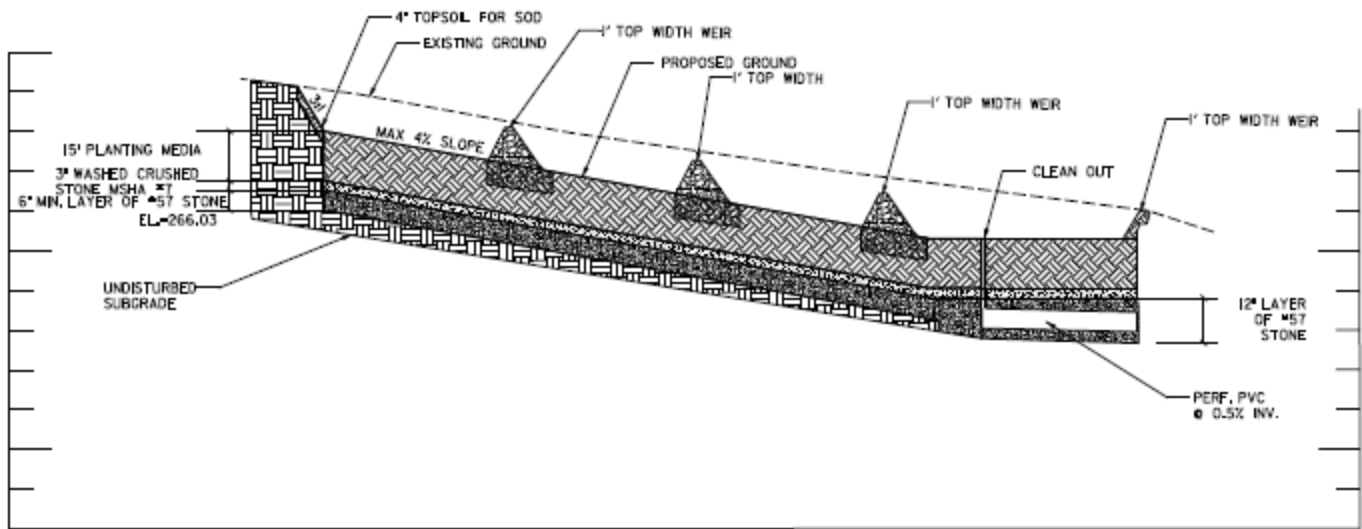 4" TOPSOIL FOR SOD
EXISTING GROUND
1' TOP WIDTH WEIR
PROPOSED GROUND
1' TOP WIDTH
1' TOP WIDTH WEIR
1' TOP WIDTH WEIR
3:1
MAX 4% SLOPE
15' PLANTING MEDIA
3" WASHED CRUSHED
STONE MSHA #7
6" MIN. LAYER OF #57 STONE
EL.=266.03
CLEAN OUT
UNDISTURBED
SUBGRADE
12" LAYER
OF #57
STONE
PERF. PVC
@ 0.5% INV.